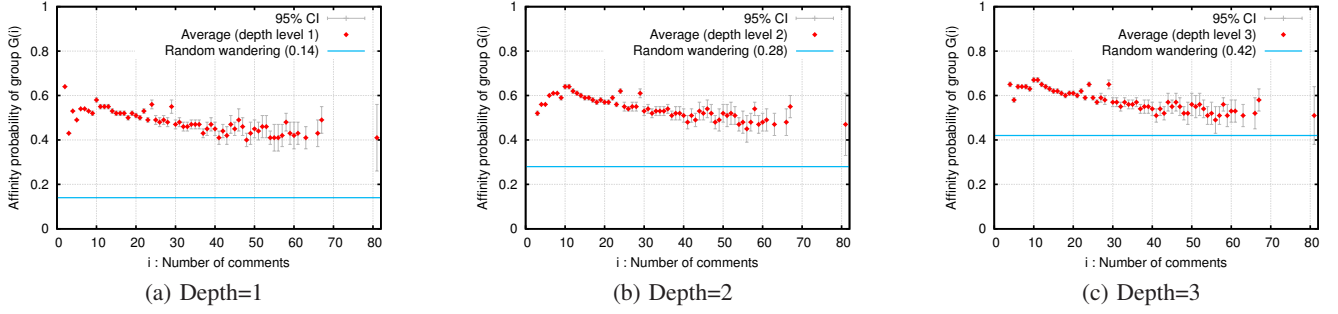 Affinity probability of group G(i)
1
0.8
0.6
0.4
0.2
0
95% CI
Average (depth level 1)
Random wandering (0.14)
0 10 20 30 40 50 60 70 80
i : Number of comments
(a) Depth=1
Affinity probability of group G(i)
1
0.8
0.6
0.4
0.2
0
95% CI
Average (depth level 2)
Random wandering (0.28)
0 10 20 30 40 50 60 70 80
i : Number of comments
(b) Depth=2
Affinity probability of group G(i)
1
0.8
0.6
0.4
0.2
0
95% CI
Average (depth level 3)
Random wandering (0.42)
0 10 20 30 40 50 60 70 80
i : Number of comments
(c) Depth=3